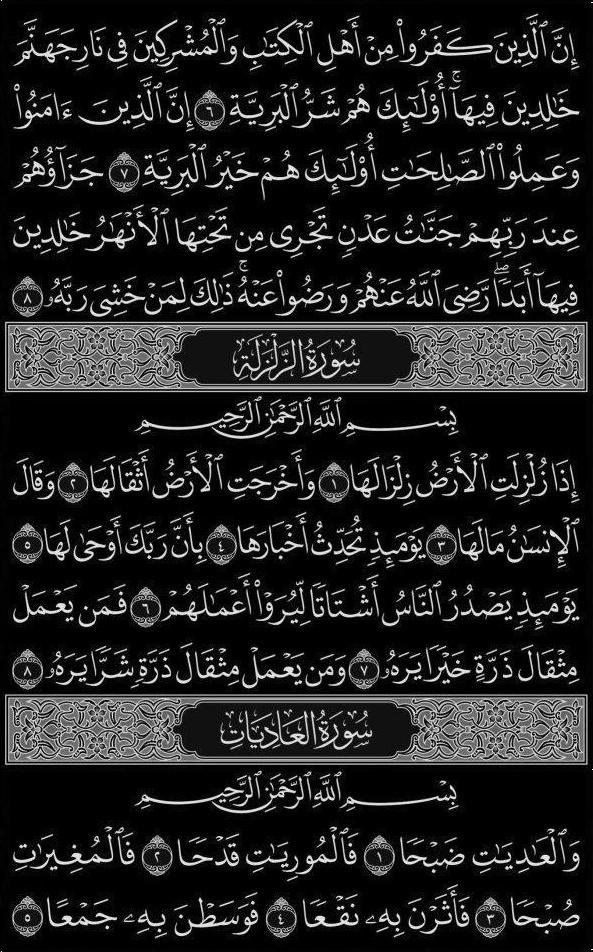 إِنَّ ٱلَّذِينَ كَفَرُوا۟ مِنْ أَهْلِ ٱلْكِتَٰبِ وَٱلْمُشْرِكِينَ فِى نَارِ جَهَنَّمَ
خَٰلِدِينَ فِيهَآ ۚ أُو۟لَٰٓئِكَ هُمْ شَرُّ ٱلْبَرِيَّةِ ٦ إِنَّ ٱلَّذِينَ ءَامَنُوا۟
وَعَمِلُوا۟ ٱلصَّٰلِحَٰتِ أُو۟لَٰٓئِكَ هُمْ خَيْرُ ٱلْبَرِيَّةِ ٧ جَزَآؤُهُمْ
عِندَ رَبِّهِمْ جَنَّٰتُ عَدْنٍ تَجْرِى مِن تَحْتِهَا ٱلْأَنْهَٰرُ خَٰلِدِينَ
فِيهَآ أَبَدًا ۖ رَّضِىَ ٱللَّهُ عَنْهُمْ وَرَضُوا۟ عَنْهُ ۚ ذَٰلِكَ لِمَنْ خَشِىَ رَبَّهُۥ ٨
سُورَةُ الزَّلْزَلَةِ
بِسْمِ ٱللَّهِ ٱلرَّحْمَٰنِ ٱلرَّحِيمِ
إِذَا زُلْزِلَتِ ٱلْأَرْضُ زِلْزَالَهَا ١ وَأَخْرَجَتِ ٱلْأَرْضُ أَثْقَالَهَا ٢ وَقَالَ
ٱلْإِنسَٰنُ مَا لَهَا ٣ يَوْمَئِذٍ تُحَدِّثُ أَخْبَارَهَا ٤ بِأَنَّ رَبَّكَ أَوْحَىٰ لَهَا ٥
يَوْمَئِذٍ يَصْدُرُ ٱلنَّاسُ أَشْتَاتًا لِّيُرَوْا۟ أَعْمَٰلَهُمْ ٦ فَمَن يَعْمَلْ
مِثْقَالَ ذَرَّةٍ خَيْرًا يَرَهُۥ ٧ وَمَن يَعْمَلْ مِثْقَالَ ذَرَّةٍ شَرًّا يَرَهُۥ ٨
سُورَةُ العَادِيَاتِ
بِسْمِ ٱللَّهِ ٱلرَّحْمَٰنِ ٱلرَّحِيمِ
وَٱلْعَٰدِيَٰتِ ضَبْحًا ١ فَٱلْمُورِيَٰتِ قَدْحًا ٢ فَٱلْمُغِيرَٰتِ
صُبْحًا ٣ فَأَثَرْنَ بِهِۦ نَقْعًا ٤ فَوَسَطْنَ بِهِۦ جَمْعًا ٥